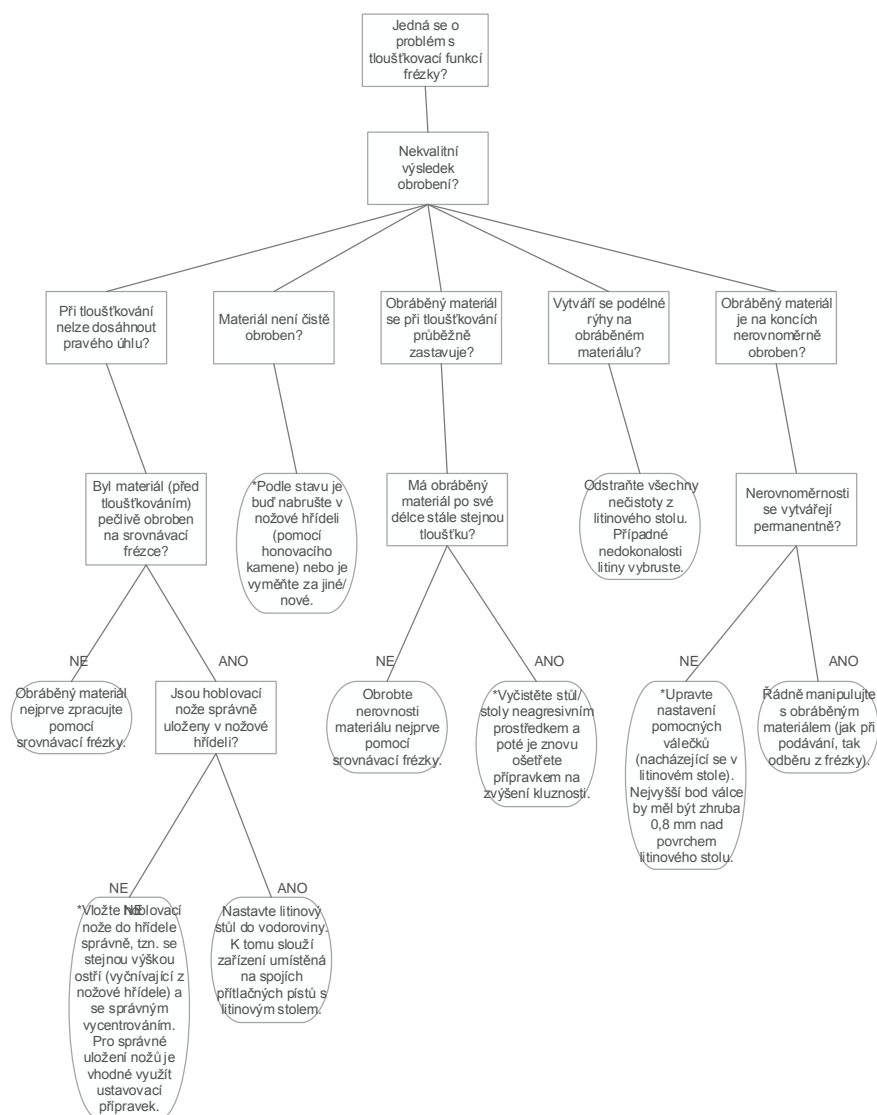 Jedná se o
problém s
tloušťkovací funkcí
frézky?
Nekvalitní
výsledek
obrobení?
Při tloušťkování
nelze dosáhnout
pravého úhlu?
Materiál není čistě
obroben?
Obráběný materiál
se při tloušťkování
průběžně
zastavuje?
Vytváří se podélné
rýhy na
obráběném
materiálu?
Obráběný materiál
je na koncích
nerovnoměrně
obroben?
Byl materiál (před
tloušťkováním)
pečlivě obroben
na srovnávací
frézce?
*Podle stavu je
buď nabrušte v
nožové hřídeli
(pomocí
honovacího
kamene) nebo je
vyměňte za jiné/
nové.
Má obráběný
materiál po své
délce stále stejnou
tloušťku?
Odstraňte všechny
nečistoty z
litinového stolu.
Případné
nedokonalosti
litiny vybruste.
Nerovnoměrnosti
se vytvářejí
permanentně?
NE
ANO
NE
ANO
NE
ANO
Obráběný materiál
nejprve zpracujte
pomocí
srovnávací frézky.
Jsou hoblovací
nože správně
uloženy v nožové
hřídeli?
Obrobte
nerovnosti
materiálu nejprve
pomocí
srovnávací frézky.
*Vyčistěte stůl/
stoly neagresivním
prostředkem a
poté je znovu
ošetřete
přípravkem na
zvýšení kluznosti.
*Upravte
nastavení
pomocných
válečků
(nacházející se v
litinovém stole).
Nejvyšší bod válce
by měl být zhruba
0,8 mm nad
povrchem
litinového stolu.
Řádně manipulujte
s obráběným
materiálem (jak při
podávání, tak
odběru z frézky).
NE
ANO
*Vložte hoblovací
NE
nože do hřídele
správně, tzn. se
stejnou výškou
ostří (vyčnívající z
nožové hřídele) a
se správným
vycentrováním.
Pro správné
uložení nožů je
vhodné využít
ustavovací
přípravek.
Nastavte litinový
stůl do vodoroviny.
K tomu slouží
zařízení umístěná
na spojích
přítlačných pístů s
litinovým stolem.